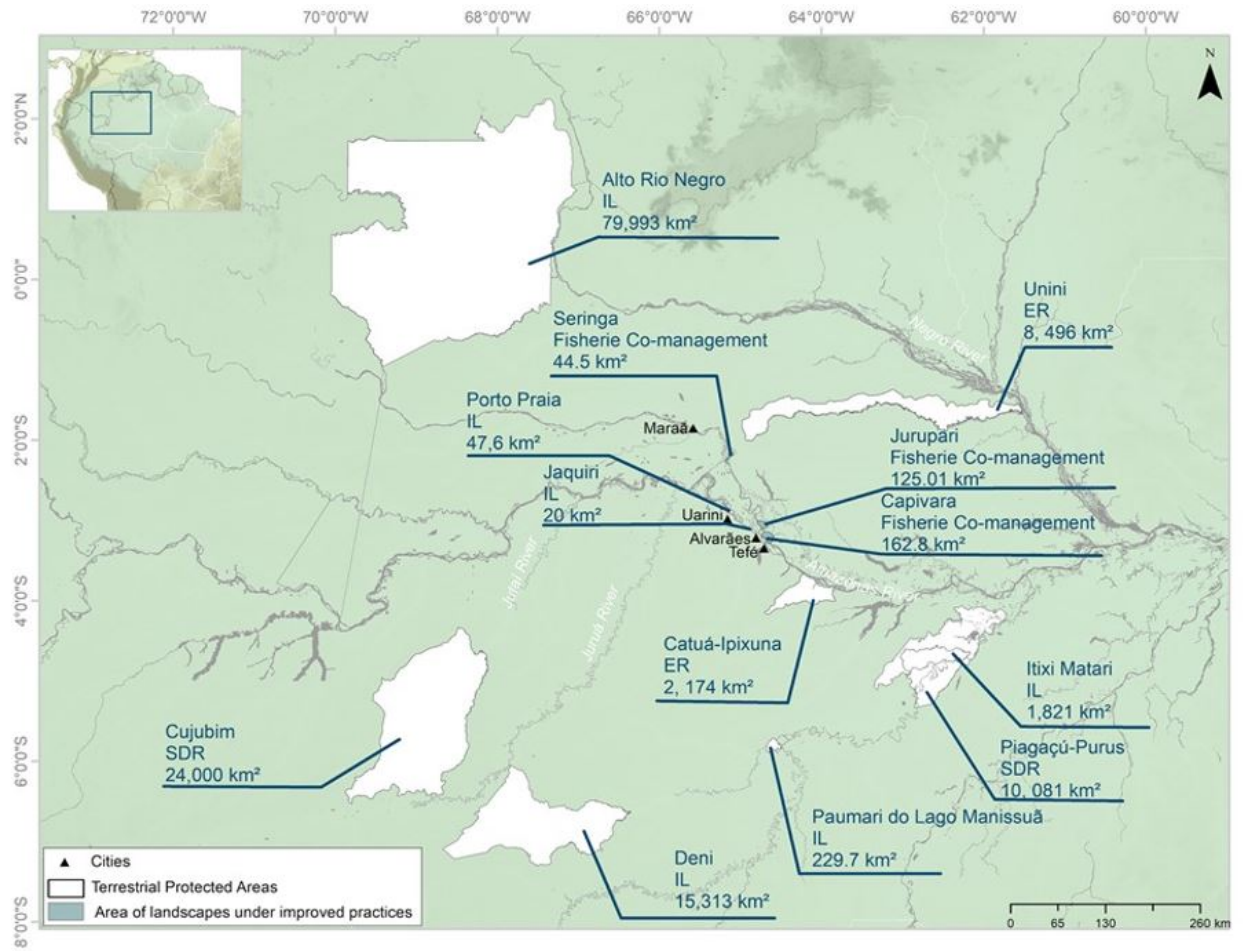 72°0'0"W
70°0'0"W
68°0'0"W
66°0'0"W
64°0'0"W
62°0'0"W
60°0'0"W
2°0'0"N
0°0'0"
2°0'0"S
4°0'0"S
6°0'0"S
8°0'0"S
N
Alto Rio Negro
IL
79,993 km²
Unini
ER
8, 496 km²
Negro River
Seringa
Fisherie Co-management
44.5 km²
Porto Praia
IL
47,6 km²
Maraã
Jurupari
Fisherie Co-management
125.01 km²
Jaquiri
IL
20 km²
Capivara
Fisherie Co-management
162.8 km²
Uarini
Alvarães
Tefé
Amazonas River
Jutaí River
Juruá River
Catuá-Ipixuna
ER
2, 174 km²
Itixi Matari
IL
1,821 km²
Cujubim
SDR
24,000 km²
Piagaçú-Purus
SDR
10, 081 km²
Paumari do Lago Manissuã
IL
229.7 km²
Deni
IL
15,313 km²
Cities
Terrestrial Protected Areas
Area of landscapes under improved practices
0 65 130 260 km